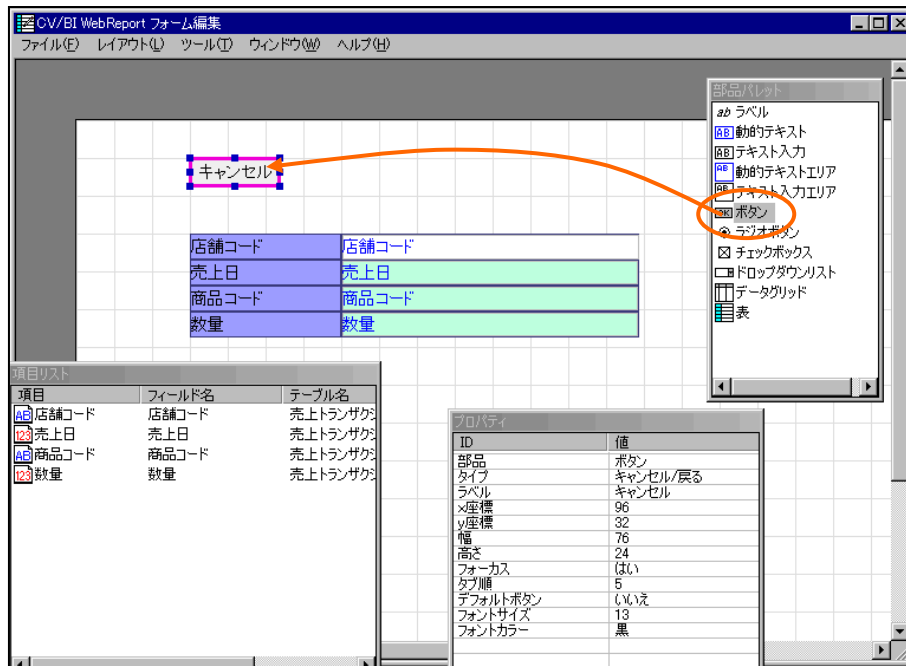 CV/BI WebReport フォーム編集
ファイル(F) レイアウト(L) ツール(T) ウィンドウ(W) ヘルプ(H)
部品パレット
ab ラベル
AB 動的テキスト
AB テキスト入力
AB 動的テキストエリア
AB テキスト入力エリア
OK ボタン
ラジオボタン
チェックボックス
ドロップダウンリスト
データグリッド
表
キャンセル
店舗コード 店舗コード
売上日 売上日
商品コード 商品コード
数量 数量
項目リスト
項目 フィールド名 テーブル名
AB 店舗コード 店舗コード 売上トランザクシ
123 売上日 売上日 売上トランザクシ
AB 商品コード 商品コード 売上トランザクシ
123 数量 数量 売上トランザクシ
プロパティ
ID 値
部品 ボタン
タイプ キャンセル/戻る
ラベル キャンセル
x座標 96
y座標 32
幅 76
高さ 24
フォーカス はい
タブ順 5
デフォルトボタン いいえ
フォントサイズ 13
フォントカラー 黒